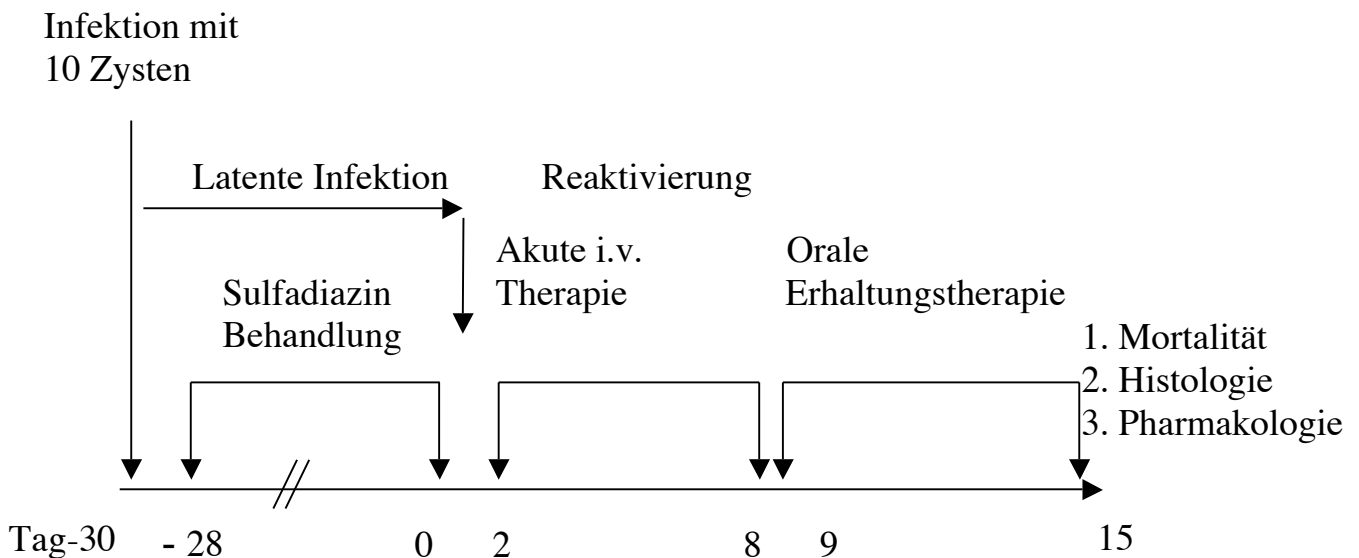 Infektion mit
10 Zysten
Latente Infektion
Reaktivierung
Akute i.v.
Therapie
Orale
Erhaltungstherapie
Sulfadiazin
Behandlung
1. Mortalität
2. Histologie
3. Pharmakologie
Tag-30 - 28 0 2 8 9 15